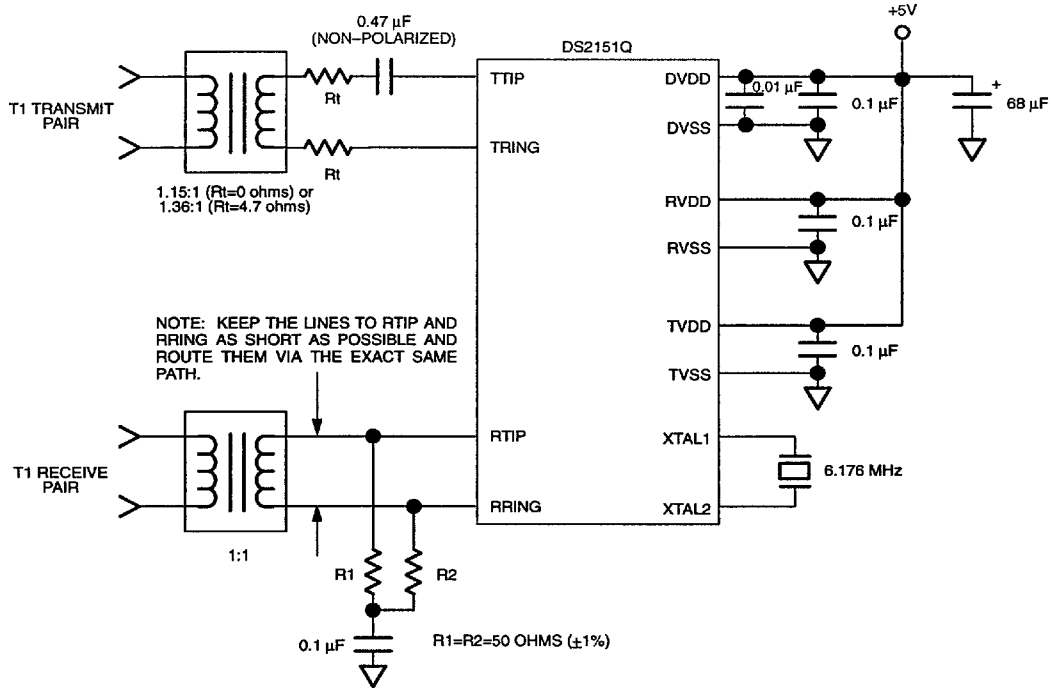 +5V
0.47 µF
(NON–POLARIZED)
DS2151Q
TTIP
DVDD
0.01 µF
0.1 µF
+
68 µF
Rt
T1 TRANSMIT
PAIR
DVSS
TRING
Rt
1.15:1 (Rt=0 ohms) or
1.36:1 (Rt=4.7 ohms)
RVDD
0.1 µF
RVSS
NOTE: KEEP THE LINES TO RTIP AND
RRING AS SHORT AS POSSIBLE AND
ROUTE THEM VIA THE EXACT SAME
PATH.
TVDD
0.1 µF
TVSS
RTIP
XTAL1
T1 RECEIVE
PAIR
6.176 MHz
RRING
XTAL2
1:1
R1
R2
0.1 µF
R1=R2=50 OHMS (±1%)